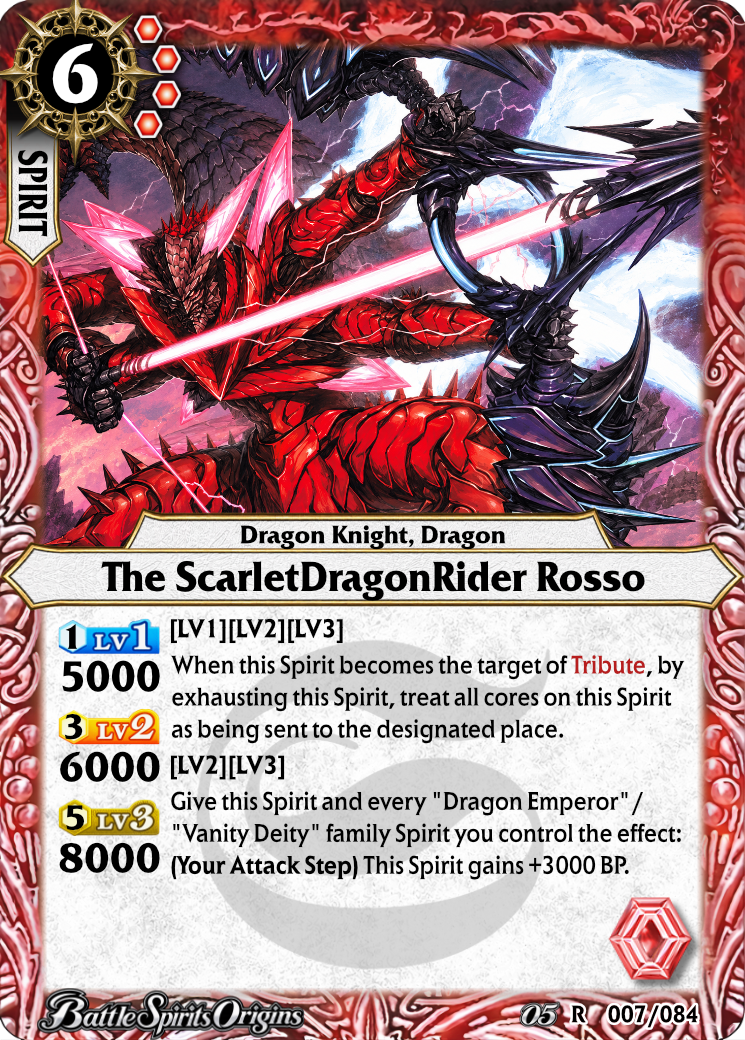 6
SPIRIT
Dragon Knight, Dragon
The ScarletDragonRider Rosso
1 LV1
5000
3 LV2
6000
5 LV3
8000
[LV1][LV2][LV3]
When this Spirit becomes the target of Tribute, by
exhausting this Spirit, treat all cores on this Spirit
as being sent to the designated place.
[LV2][LV3]
Give this Spirit and every "Dragon Emperor" /
"Vanity Deity" family Spirit you control the effect:
(Your Attack Step) This Spirit gains +3000 BP.
Battle Spirits Origins
05 R 007/084